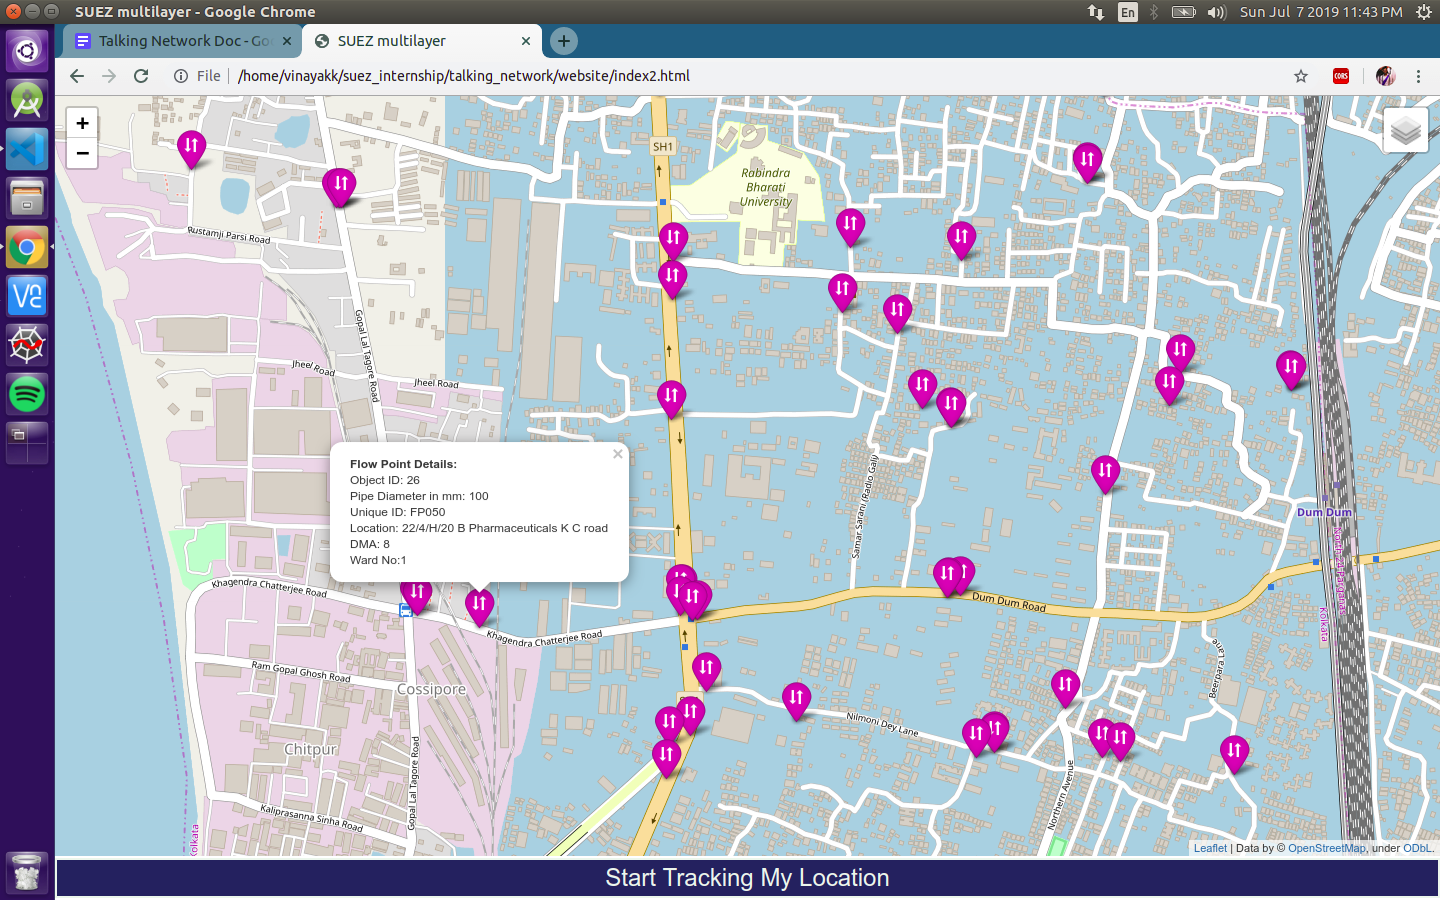 SUEZ multilayer - Google Chrome
En
Sun Jul 7 2019 11:43 PM
Talking Network Doc - Go
SUEZ multilayer
File
/home/vinayakk/suez_internship/talking_network/website/index2.html
CORS
+
−
SH1
Rabindra
Bharati
University
Rustamji Parsi Road
Gopal Lal Tagore Road
Jheel Road
Jheel Road
Flow Point Details:
Object ID: 26
Pipe Diameter in mm: 100
Unique ID: FP050
Location: 22/4/H/20 B Pharmaceuticals K C road
DMA: 8
Ward No:1
Samar Sarani (Radio Gali)
Dum Dum
North 24 Parganas
Kolkata
Khagendra Chatterjee Road
Khagendra Chatterjee Road
Dum Dum Road
Ram Gopal Ghosh Road
Beerpara Lane
Cossipore
Nilmoni Dey Lane
Chitpur
Gopal Lal Tagore Road
Northern Avenue
Kaliprasanna Sinha Road
Kolkata
Leaflet | Data by © OpenStreetMap, under ODbL.
Start Tracking My Location